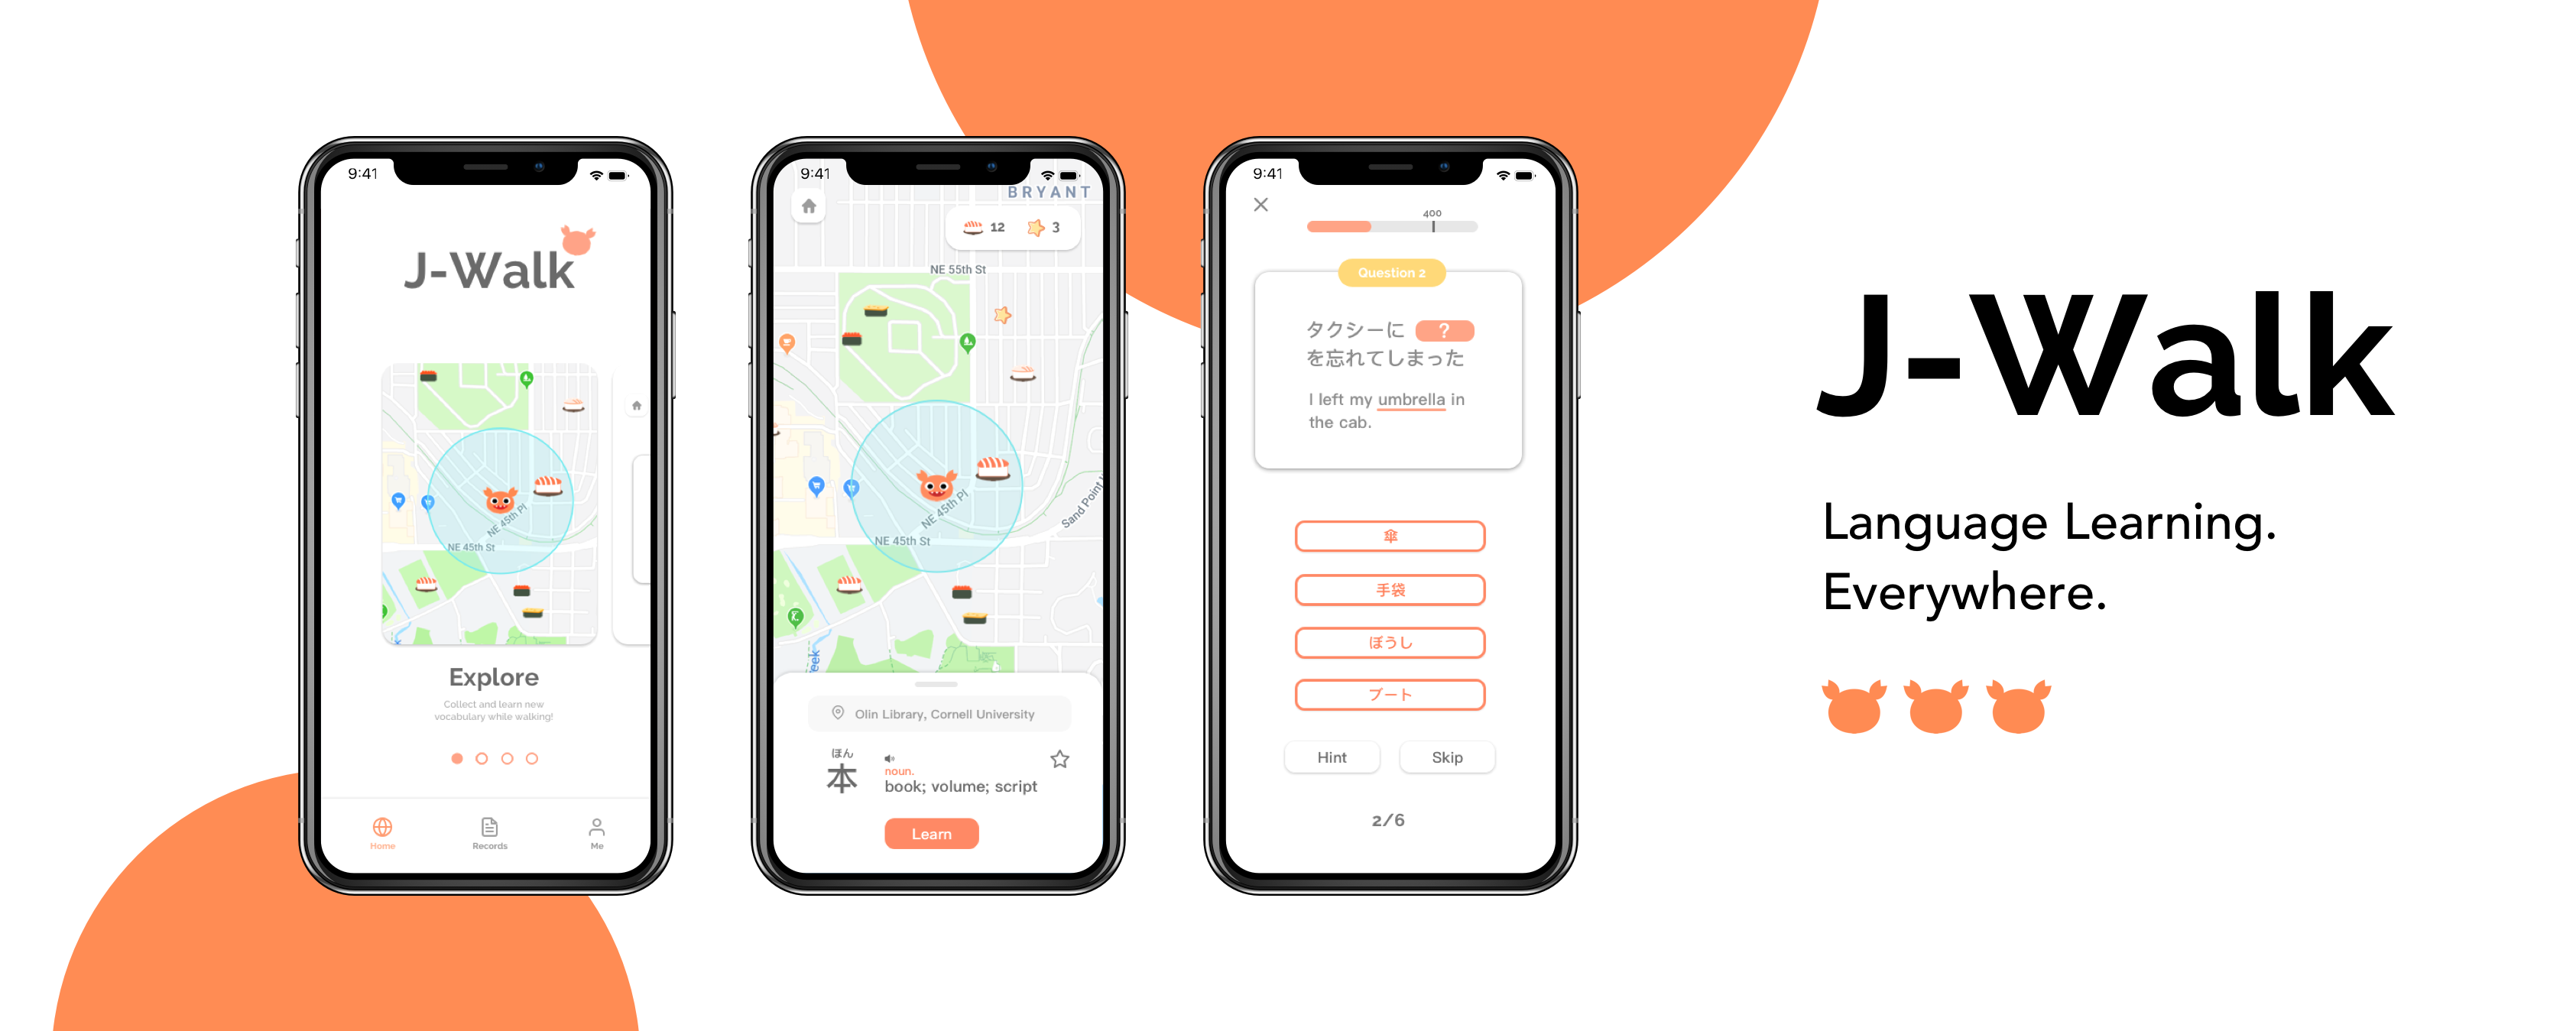 9:41
J-Walk
NE 45th Pl
NE 45th St
Explore
Collect and learn new
vocabulary while walking!
Home
Records
Me
9:41
BRYANT
12
3
NE 55th St
NE 45th Pl
NE 45th St
Sand Point
eek
Olin Library, Cornell University
ほん
本
noun.
book; volume; script
Learn
9:41
400
Question 2
タクシーに ?
を忘れてしまった
I left my umbrella in
the cab.
傘
手袋
ぼうし
ブート
Hint
Skip
2/6
J-Walk
Language Learning.
Everywhere.